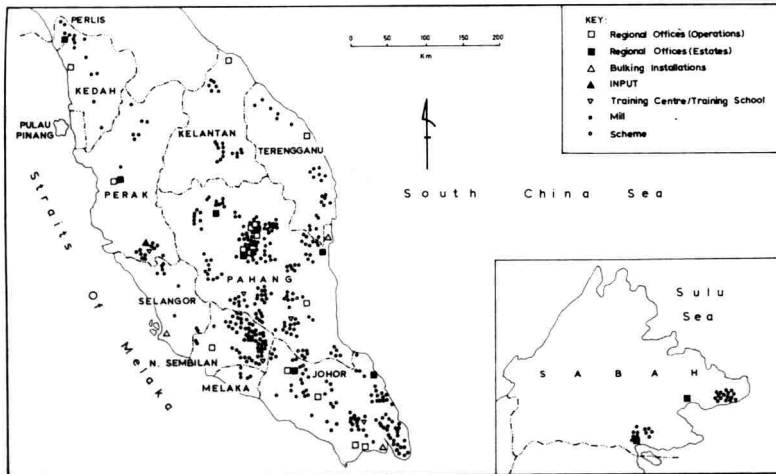 PERLIS
KEDAH
PULAU
PINANG
KELANTAN
TERENGGANU
PERAK
PAHANG
SELANGOR
N. SEMBILAN
MELAKA
JOHOR
Straits Of Melaka
South China Sea
0 50 100 150 200
Km
KEY:
Regional Offices (Operations)
Regional Offices (Estates)
Bulking Installations
INPUT
Training Centre/Training School
Mill
Scheme
Sulu
Sea
SABAH